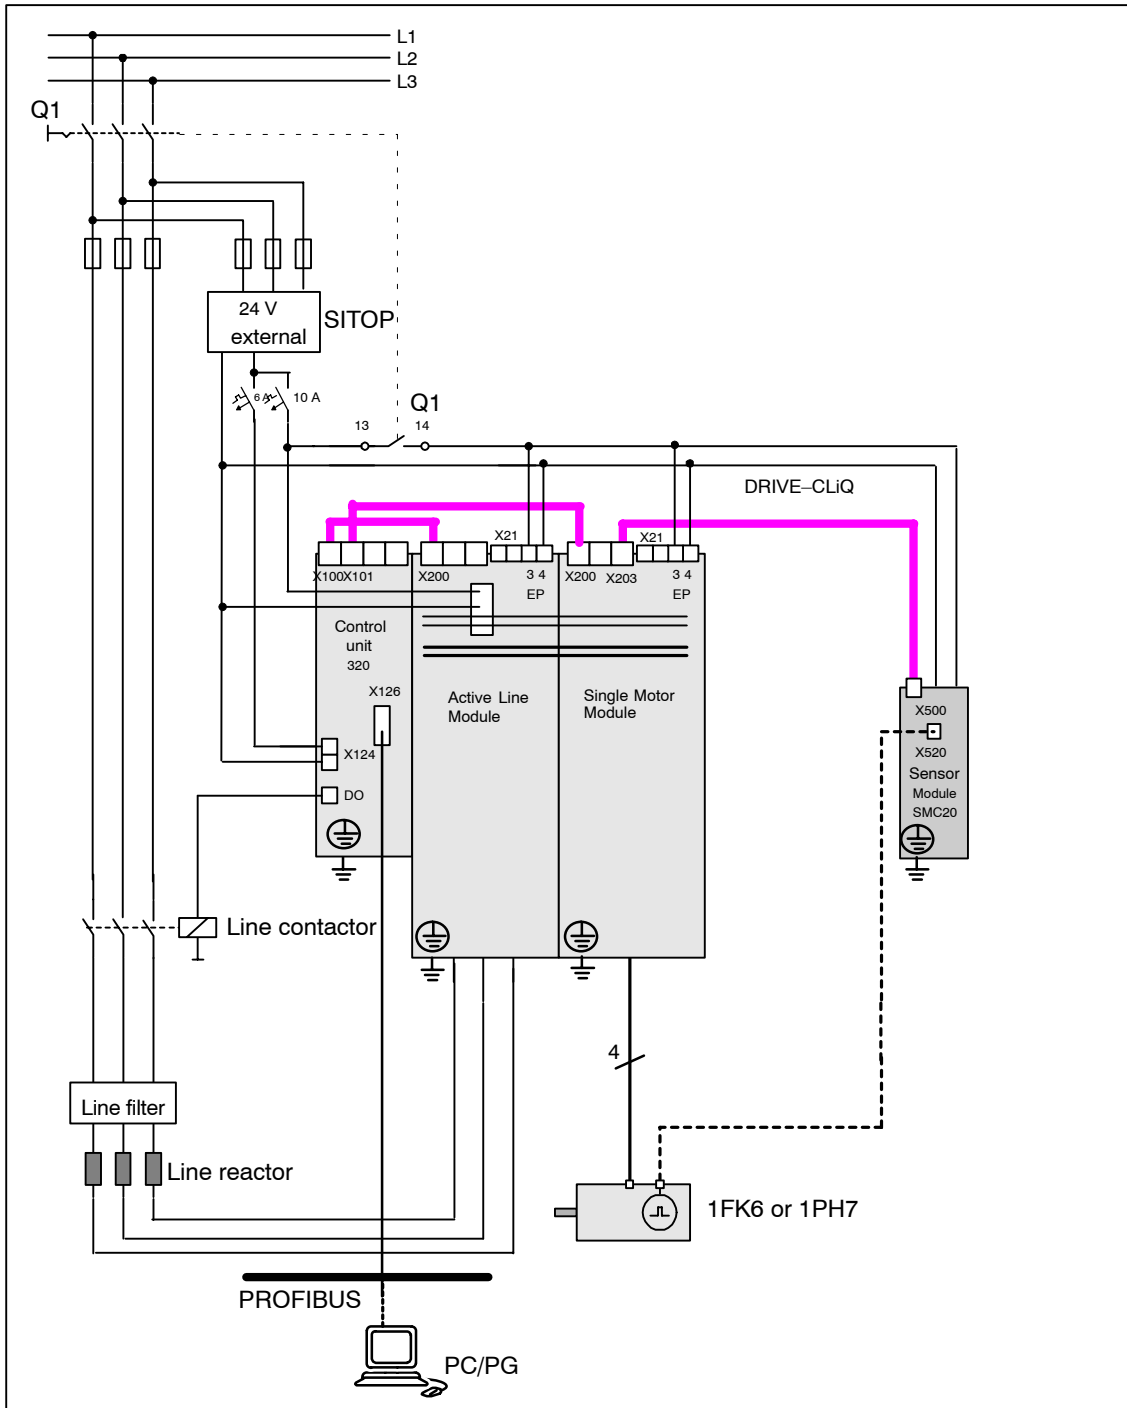 L1
L2
L3
Q1
24 V
external
SITOP
6 A
10 A
Q1
13
14
DRIVE–CLiQ
X21
X21
X100
X101
X200
3 4
EP
X200
X203
3 4
EP
Control
unit
320
X126
Active Line
Module
Single Motor
Module
X500
X520
Sensor
Module
SMC20
X124
DO
Line contactor
4
Line filter
Line reactor
1FK6 or 1PH7
PROFIBUS
PC/PG